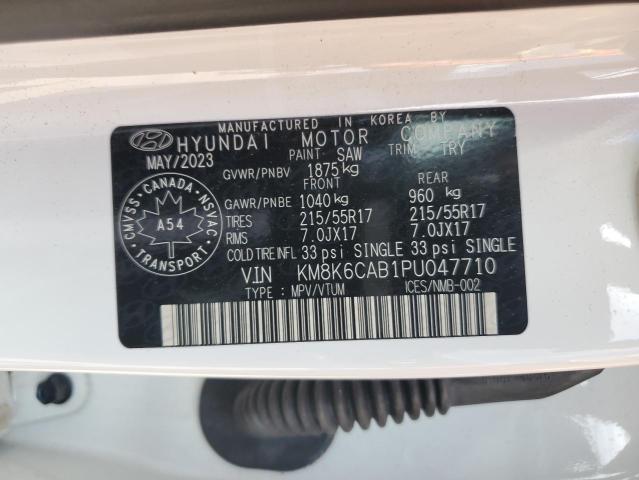 MANUFACTURED IN KOREA BY
HYUNDAI MOTOR COMPANY
MAY/2023 PAINT SAW TRIM TRY
GVWR/PNBV 1875 kg
FRONT REAR
GAWR/PNBE 1040 kg 960 kg
TIRES 215/55R17 215/55R17
RIMS 7.0JX17 7.0JX17
COLD TIRE INFL 33 psi SINGLE 33 psi SINGLE
VIN KM8K6CAB1PU047710
TYPE : MPV/VTUM ICES/NMB-002
CMVSS - CANADA - NSVAC
A54
TRANSPORT